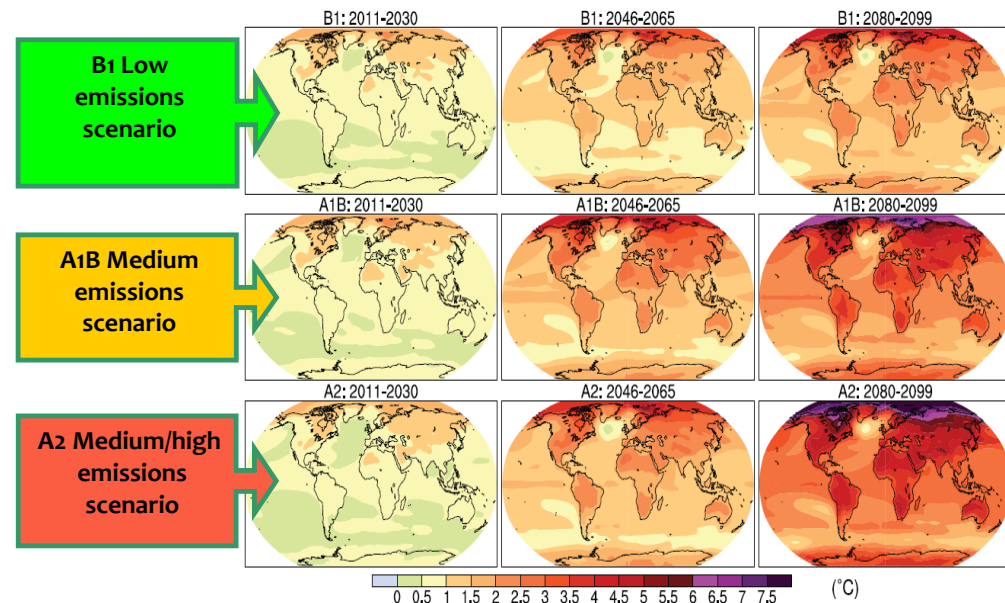 B1: 2011-2030
B1: 2046-2065
B1: 2080-2099
B1 Low
emissions
scenario
A1B: 2011-2030
A1B: 2046-2065
A1B: 2080-2099
A1B Medium
emissions
scenario
A2: 2011-2030
A2: 2046-2065
A2: 2080-2099
A2 Medium/high
emissions
scenario
0 0.5 1 1.5 2 2.5 3 3.5 4 4.5 5 5.5 6 6.5 7 7.5 (°C)